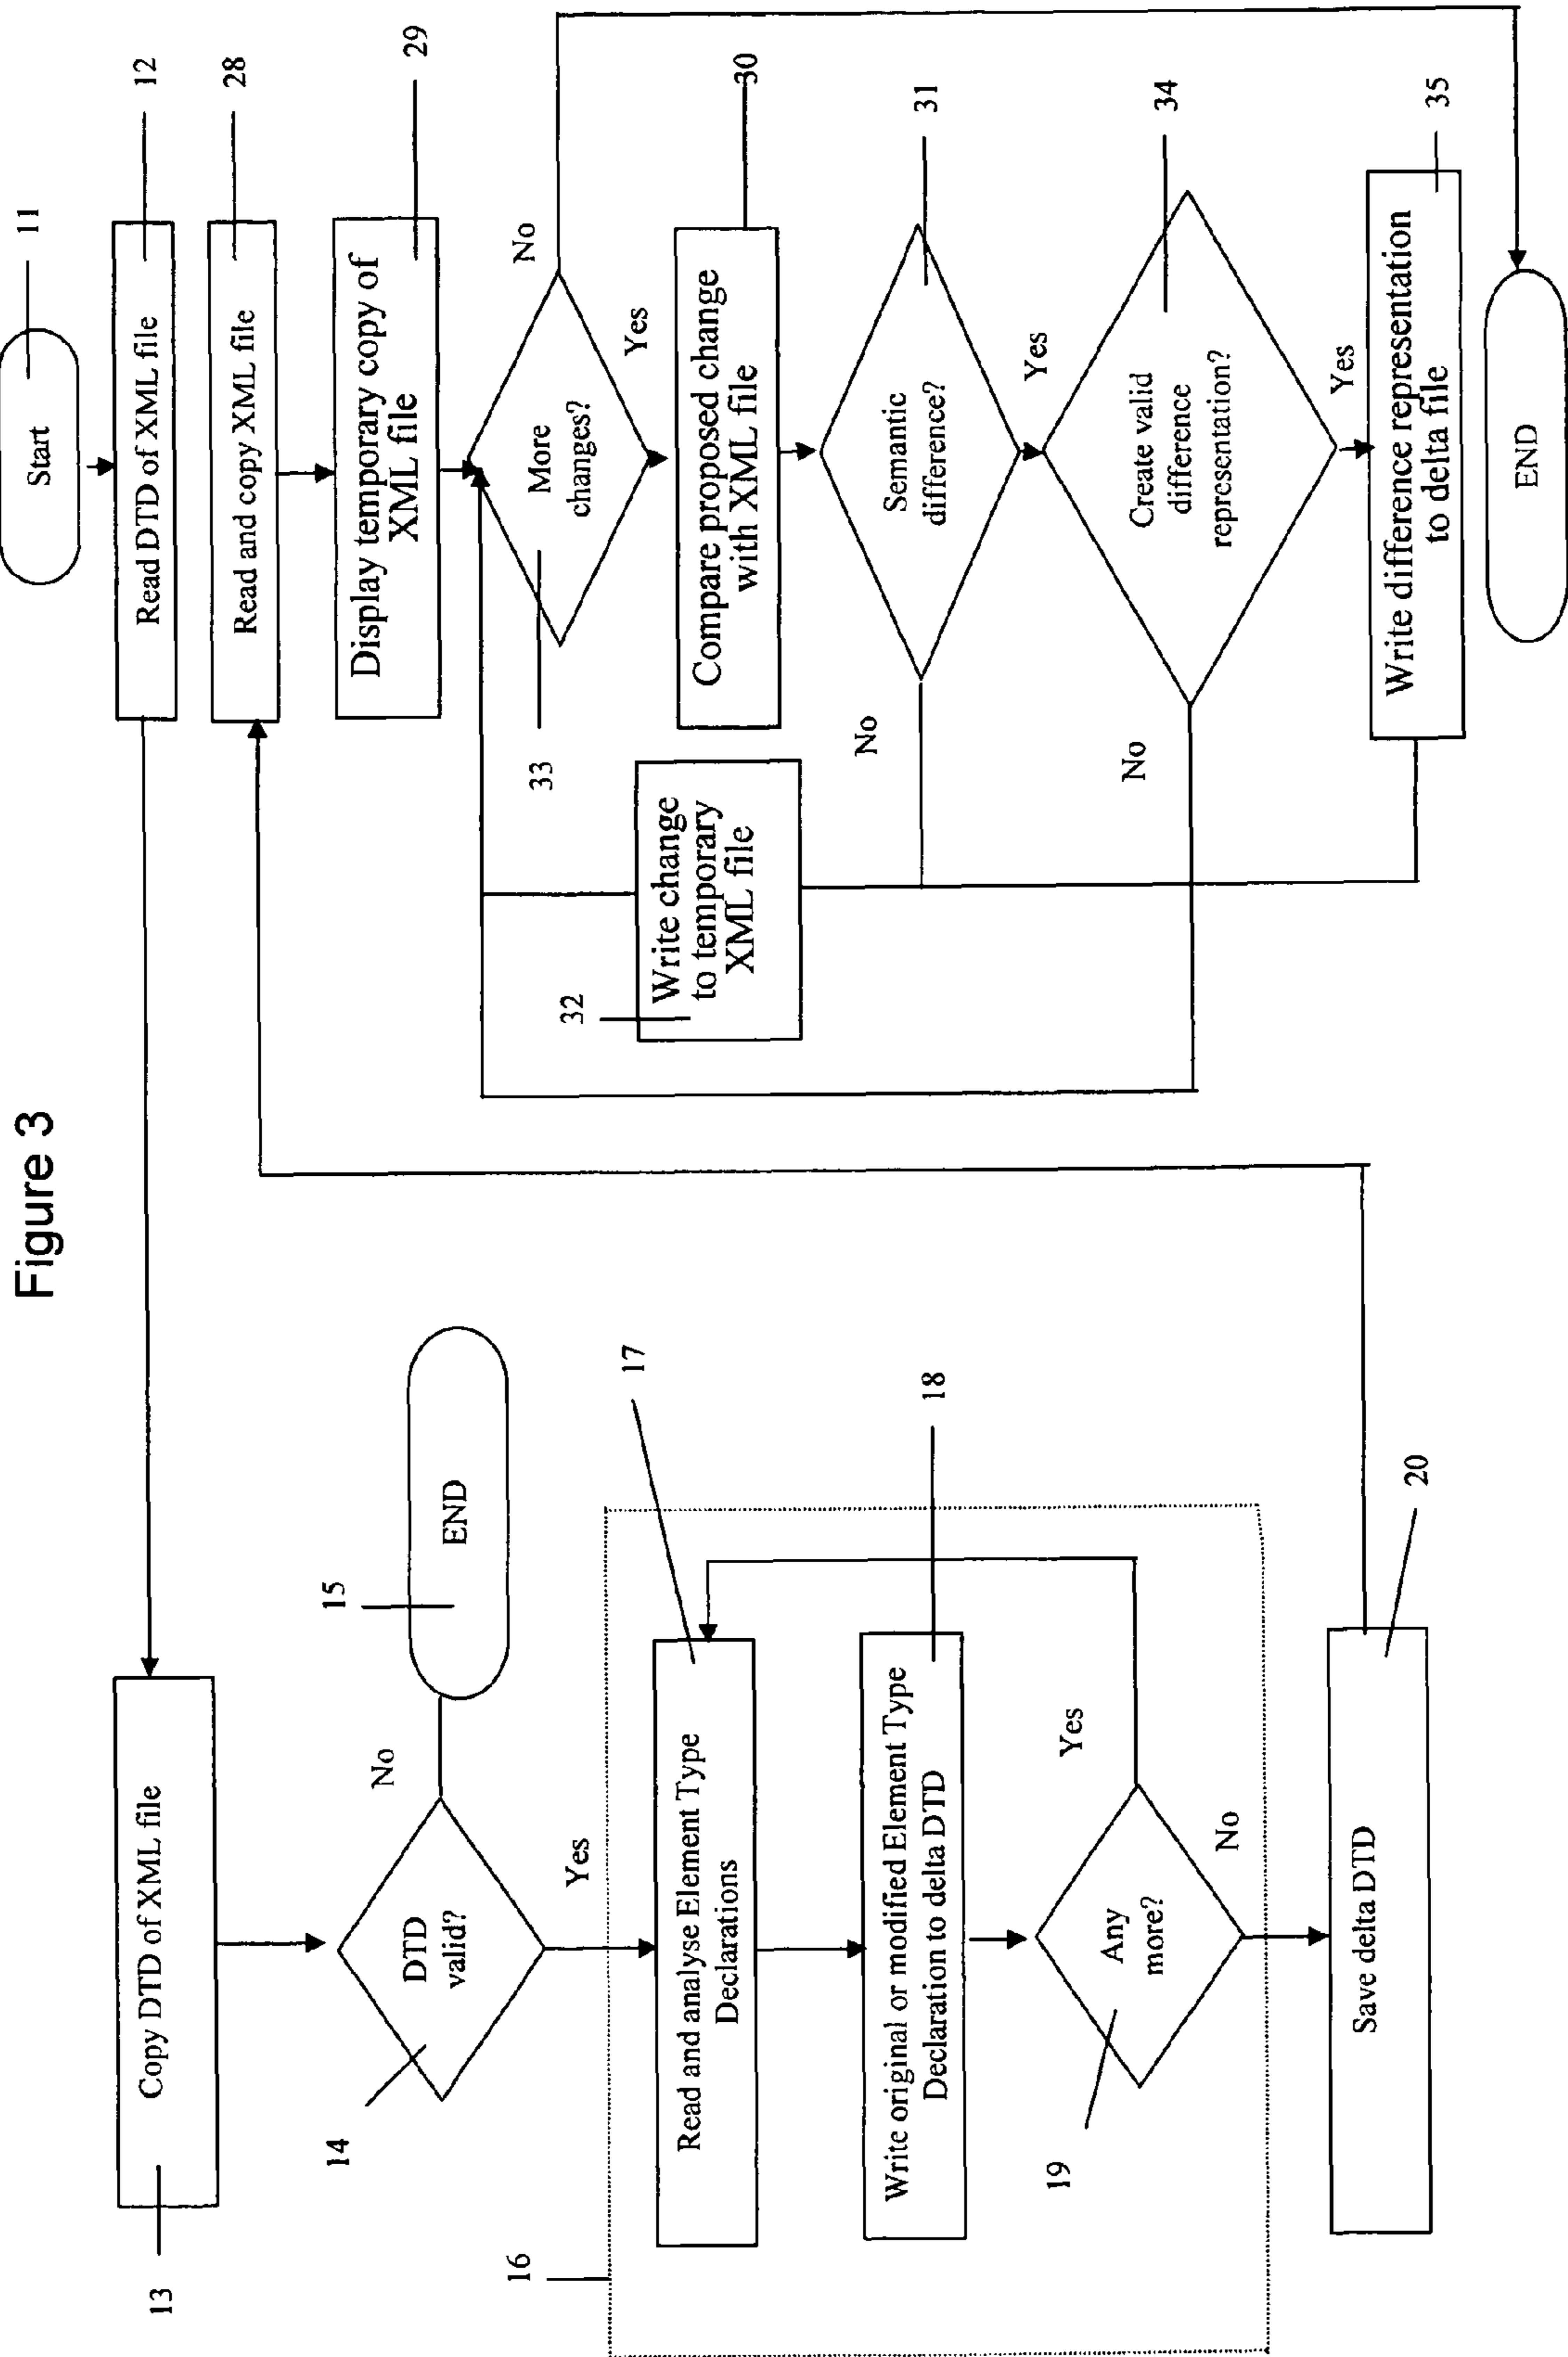 Figure 3
Start
11
Read DTD of XML file
12
Read and copy XML file
28
Display temporary copy of
XML file
29
More
changes?
33
No
Yes
Compare proposed change
with XML file
30
Semantic
difference?
31
No
Yes
Write change
to temporary
XML file
32
Create valid
difference
representation?
34
No
Yes
Write difference representation
to delta file
35
END
13
Copy DTD of XML file
14
DTD
valid?
No
Yes
15
END
16
Read and analyse Element Type
Declarations
17
Write original or modified Element Type
Declaration to delta DTD
18
19
Any
more?
Yes
No
Save delta DTD
20